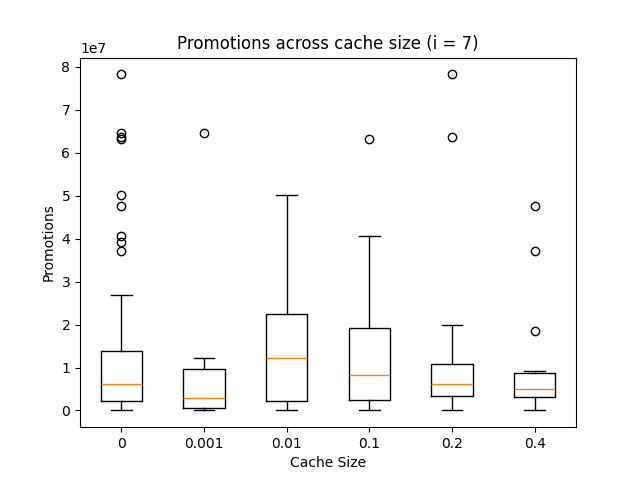 Promotions across cache size (i = 7)
1e7
8
7
6
5
4
3
2
1
0
Promotions
0 0.001 0.01 0.1 0.2 0.4
Cache Size